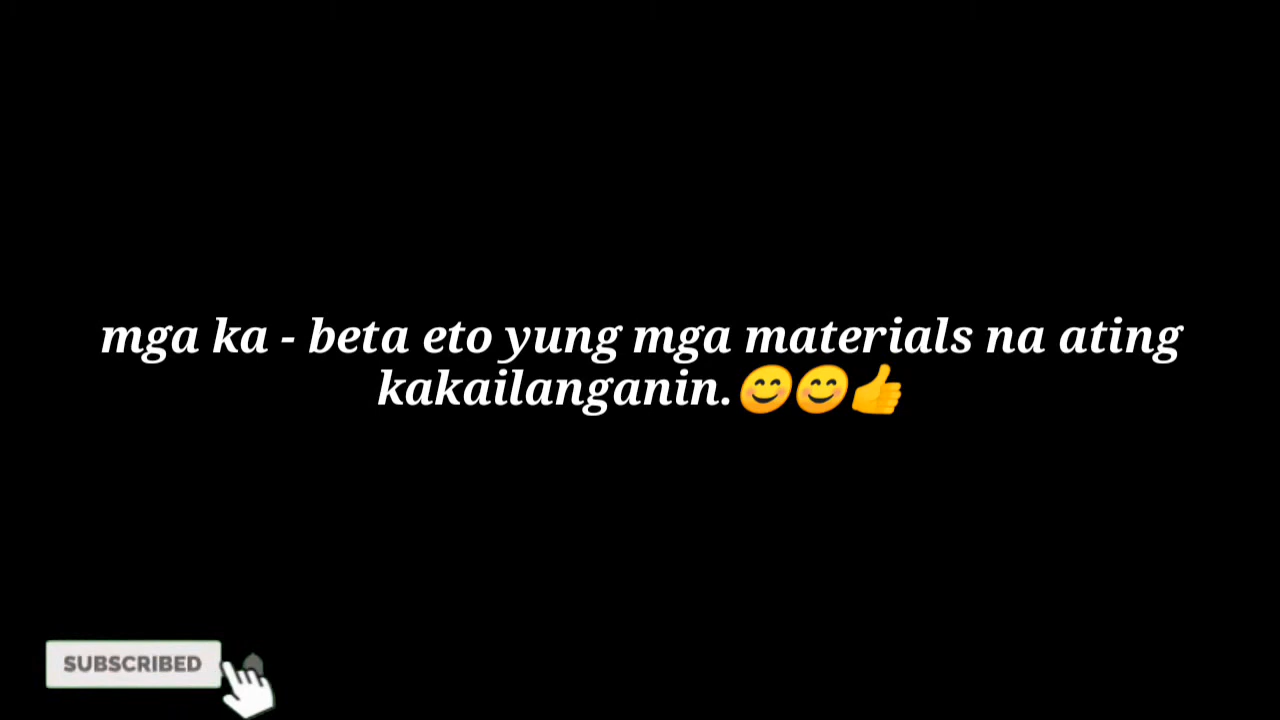 mga ka - beta eto yung mga materials na ating
kakailanganin.😊😊👍
SUBSCRIBED